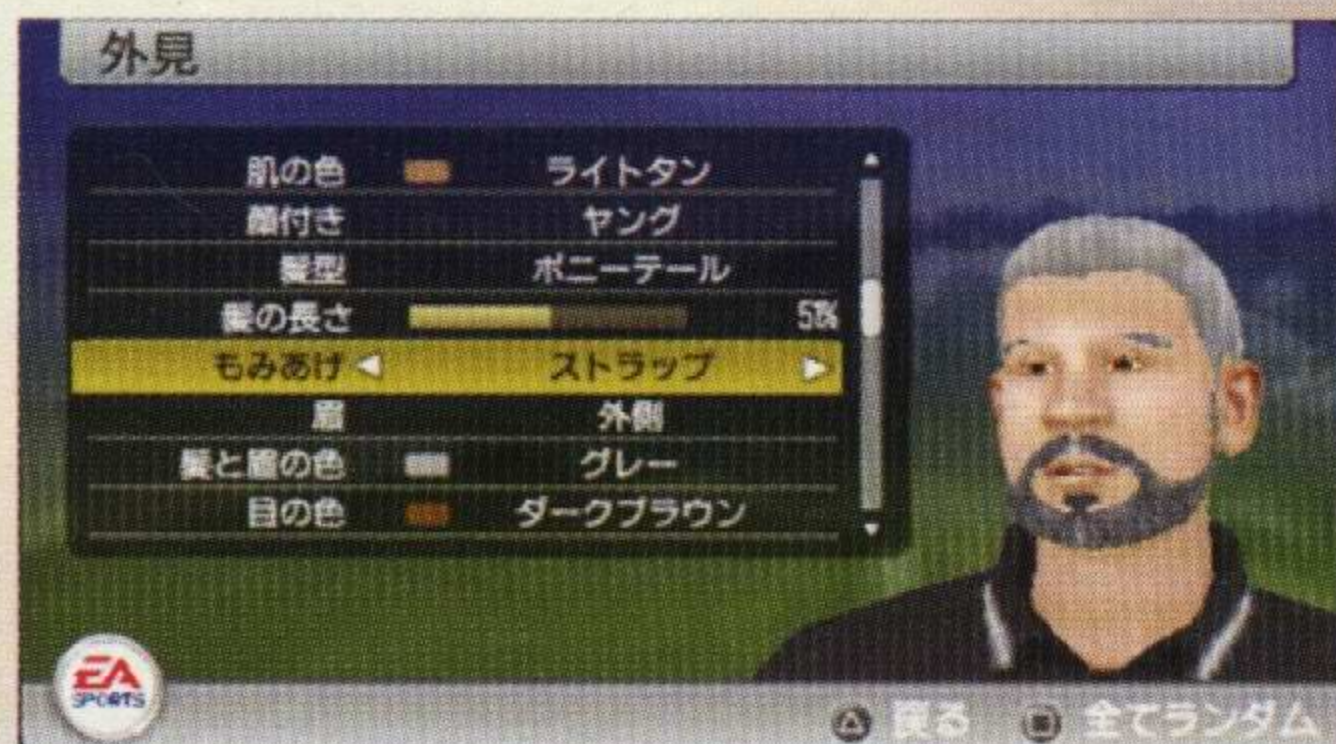 外見
肌の色 ライトタン
顔付き ヤング
髪型 ポニーテール
髪の長さ 51%
もみあげ ストラップ
眉 外側
髪と眉の色 グレー
目の色 ダークブラウン
EA
SPORTS
戻る 全てランダム